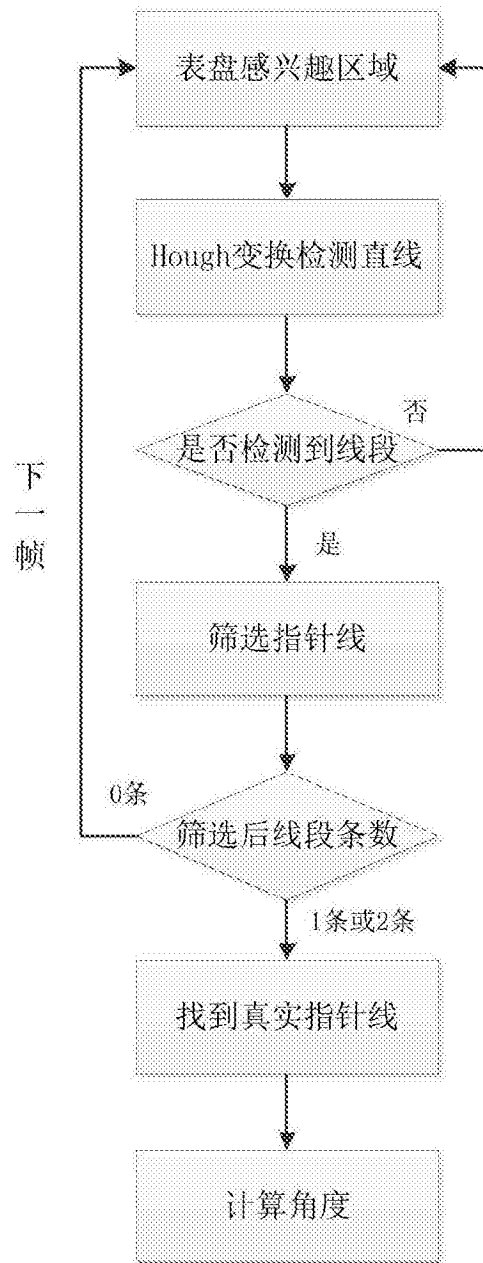 表盘感兴趣区域
Hough变换检测直线
是否检测到线段
否
下一帧
是
筛选指针线
0条
筛选后线段条数
1条或2条
找到真实指针线
计算角度